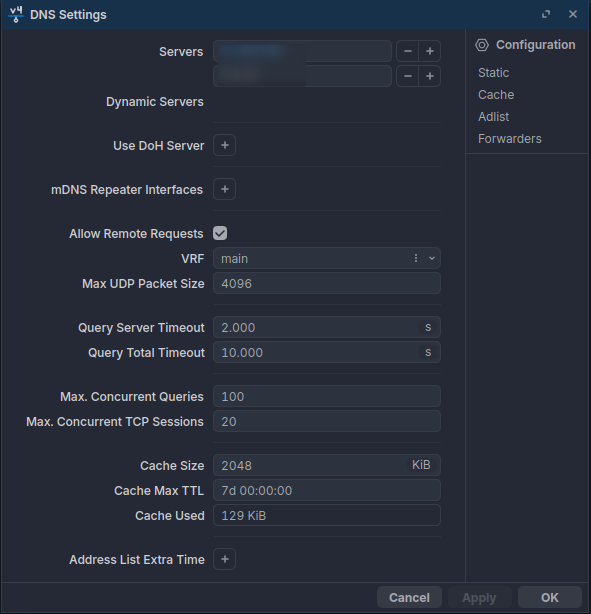 v4 DNS Settings
Configuration
Static
Cache
Adlist
Forwarders
Servers
Dynamic Servers
Use DoH Server
mDNS Repeater Interfaces
Allow Remote Requests
VRF main
Max UDP Packet Size 4096
Query Server Timeout 2.000 s
Query Total Timeout 10.000 s
Max. Concurrent Queries 100
Max. Concurrent TCP Sessions 20
Cache Size 2048 KiB
Cache Max TTL 7d 00:00:00
Cache Used 129 KiB
Address List Extra Time
Cancel Apply OK